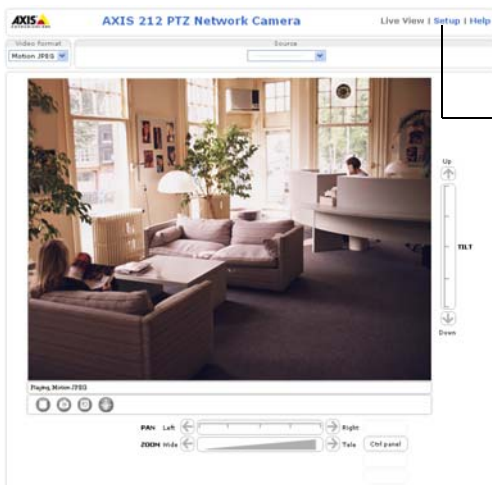 AXIS
AXIS 212 PTZ Network Camera
Live View | Setup | Help
Video format
Source
Motion JPEG
Up
TILT
Down
Playing, Motion JPEG
PAN Left Right
ZOOM Wide Tele Ctrl panel